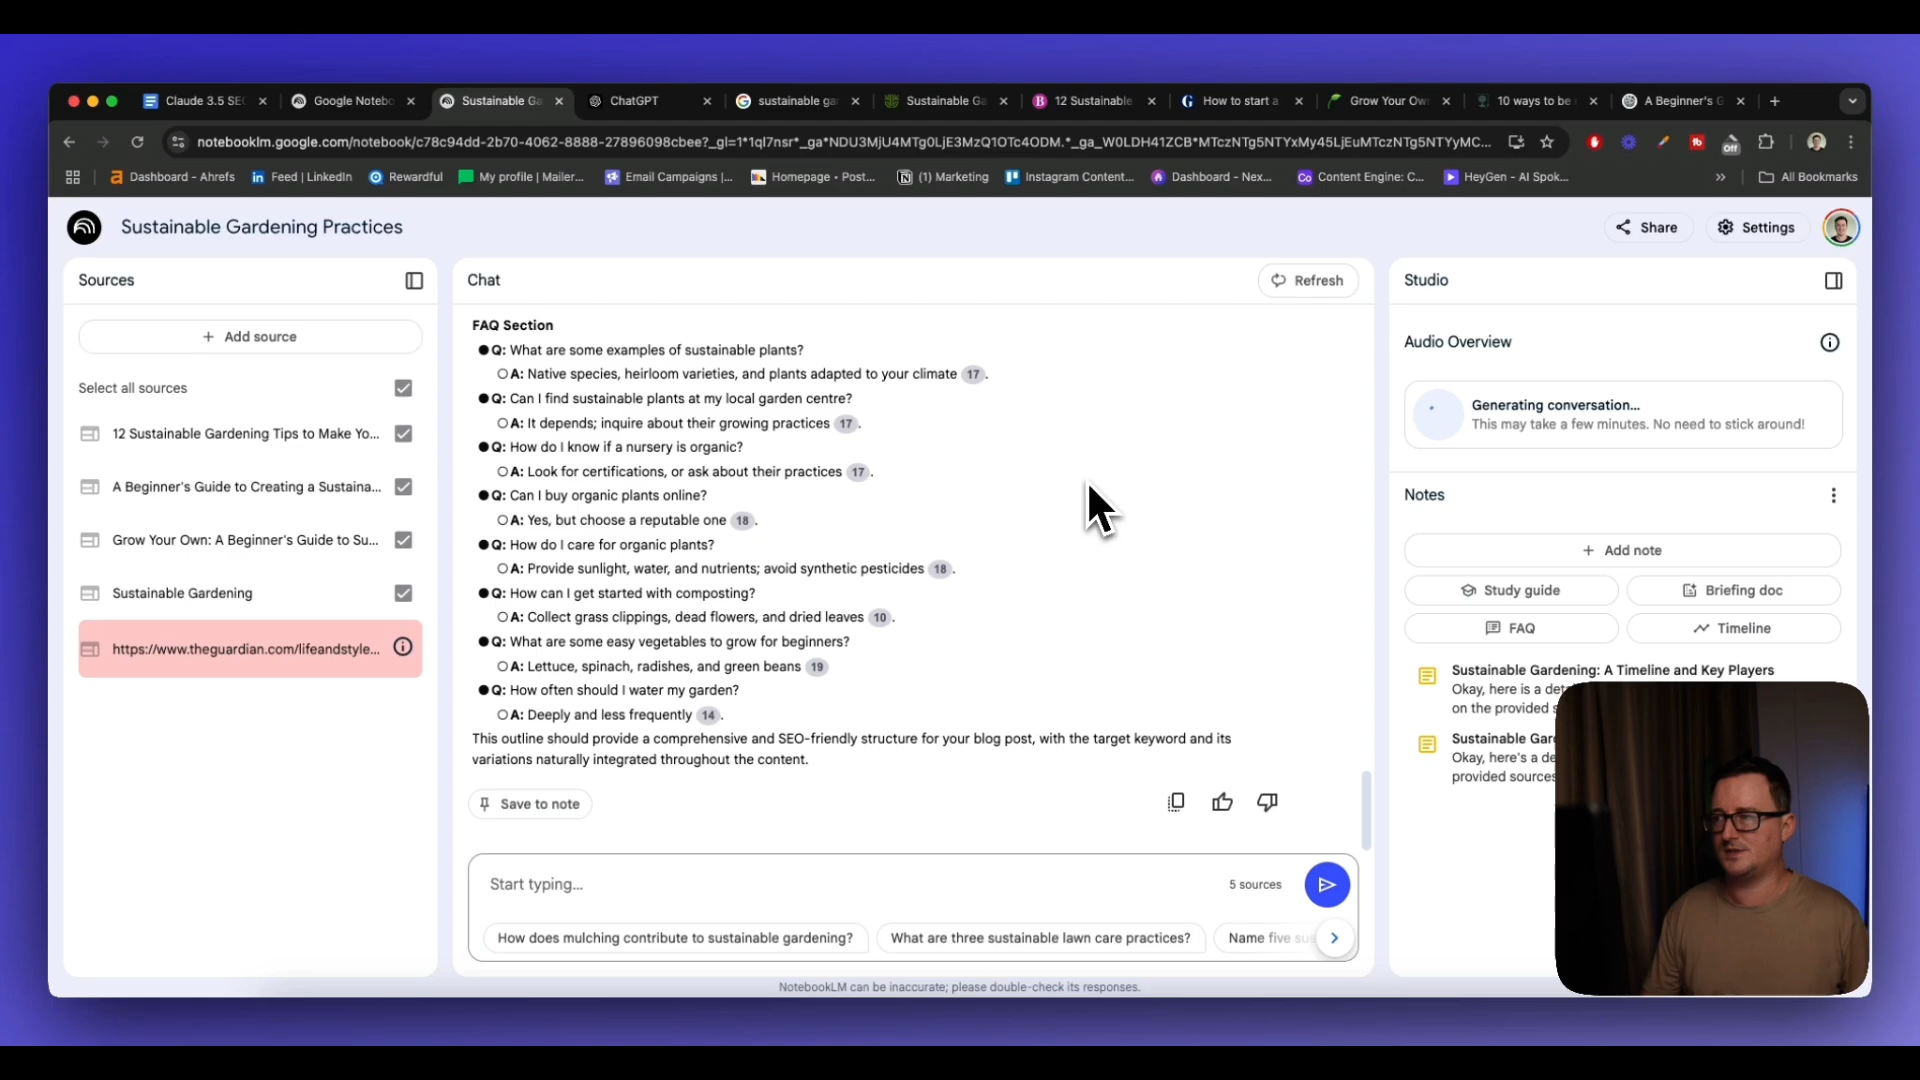 Claude 3.5 SEO
Google Notebo
Sustainable Ga
ChatGPT
sustainable gar
Sustainable Ga
12 Sustainable
How to start a
Grow Your Own
10 ways to be
A Beginner's G
notebooklm.google.com/notebook/c78c94dd-2b70-4062-8888-27896098cbee?_gl=1*1ql7nsr*_ga*NDU3MjU4MTg0LjE3MzQ1OTc4ODM.*_ga_W0LDH41ZCB*MTczNTg5NTYxMy45LjEuMTczNTg5NTYyMC...
Off
Dashboard - Ahrefs
Feed | LinkedIn
Rewardful
My profile | Mailer...
Email Campaigns |...
Homepage • Post...
(1) Marketing
Instagram Content...
Dashboard - Nex...
Co
Content Engine: C...
HeyGen - AI Spok...
All Bookmarks
Sustainable Gardening Practices
Share
Settings
Sources
Add source
Select all sources
12 Sustainable Gardening Tips to Make Yo...
A Beginner's Guide to Creating a Sustaina...
Grow Your Own: A Beginner's Guide to Su...
Sustainable Gardening
https://www.theguardian.com/lifeandstyle...
Chat
Refresh
FAQ Section
Q: What are some examples of sustainable plants?
A: Native species, heirloom varieties, and plants adapted to your climate 17 .
Q: Can I find sustainable plants at my local garden centre?
A: It depends; inquire about their growing practices 17 .
Q: How do I know if a nursery is organic?
A: Look for certifications, or ask about their practices 17 .
Q: Can I buy organic plants online?
A: Yes, but choose a reputable one 18 .
Q: How do I care for organic plants?
A: Provide sunlight, water, and nutrients; avoid synthetic pesticides 18 .
Q: How can I get started with composting?
A: Collect grass clippings, dead flowers, and dried leaves 10 .
Q: What are some easy vegetables to grow for beginners?
A: Lettuce, spinach, radishes, and green beans 19
Q: How often should I water my garden?
A: Deeply and less frequently 14 .
This outline should provide a comprehensive and SEO-friendly structure for your blog post, with the target keyword and its
variations naturally integrated throughout the content.
Save to note
Start typing...
5 sources
How does mulching contribute to sustainable gardening?
What are three sustainable lawn care practices?
Name five sus
NotebookLM can be inaccurate; please double-check its responses.
Studio
Audio Overview
Generating conversation...
This may take a few minutes. No need to stick around!
Notes
Add note
Study guide
Briefing doc
FAQ
Timeline
Sustainable Gardening: A Timeline and Key Players
Okay, here is a det
on the provided s
Sustainable Gar
Okay, here's a de
provided sources